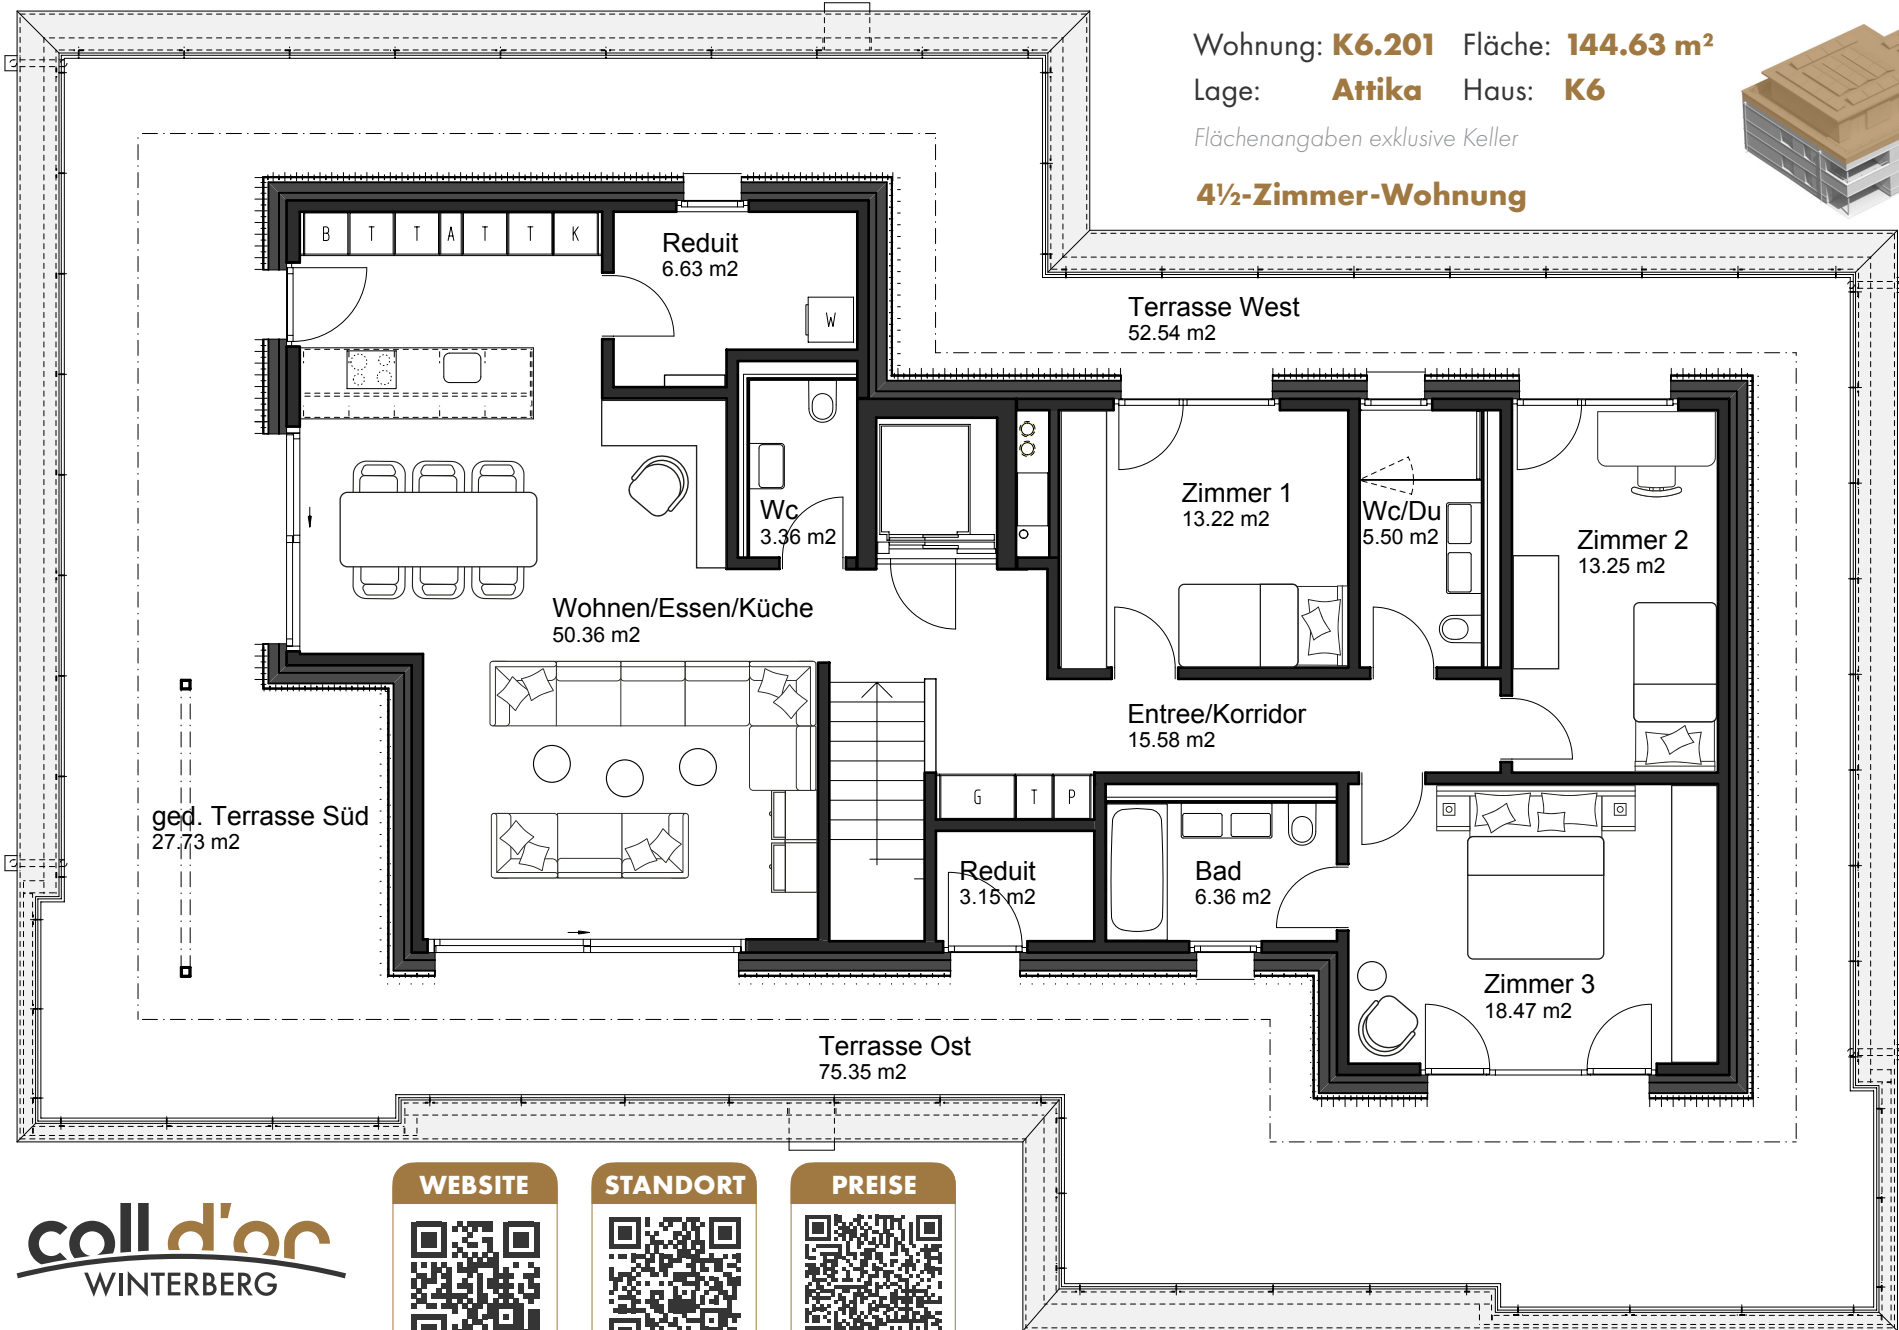 Wohnung: K6.201 Fläche: 144.63 m²
Lage: Attika Haus: K6
Flächenangaben exklusive Keller
4½-Zimmer-Wohnung
B T T A T T K
Reduit
6.63 m2
W
Terrasse West
52.54 m2
Wc
3.36 m2
Zimmer 1
13.22 m2
Wc/Du
5.50 m2
Zimmer 2
13.25 m2
Wohnen/Essen/Küche
50.36 m2
Entree/Korridor
15.58 m2
G T P
ged. Terrasse Süd
27.73 m2
Reduit
3.15 m2
Bad
6.36 m2
Zimmer 3
18.47 m2
Terrasse Ost
75.35 m2
coll d'or
WINTERBERG
WEBSITE
STANDORT
PREISE